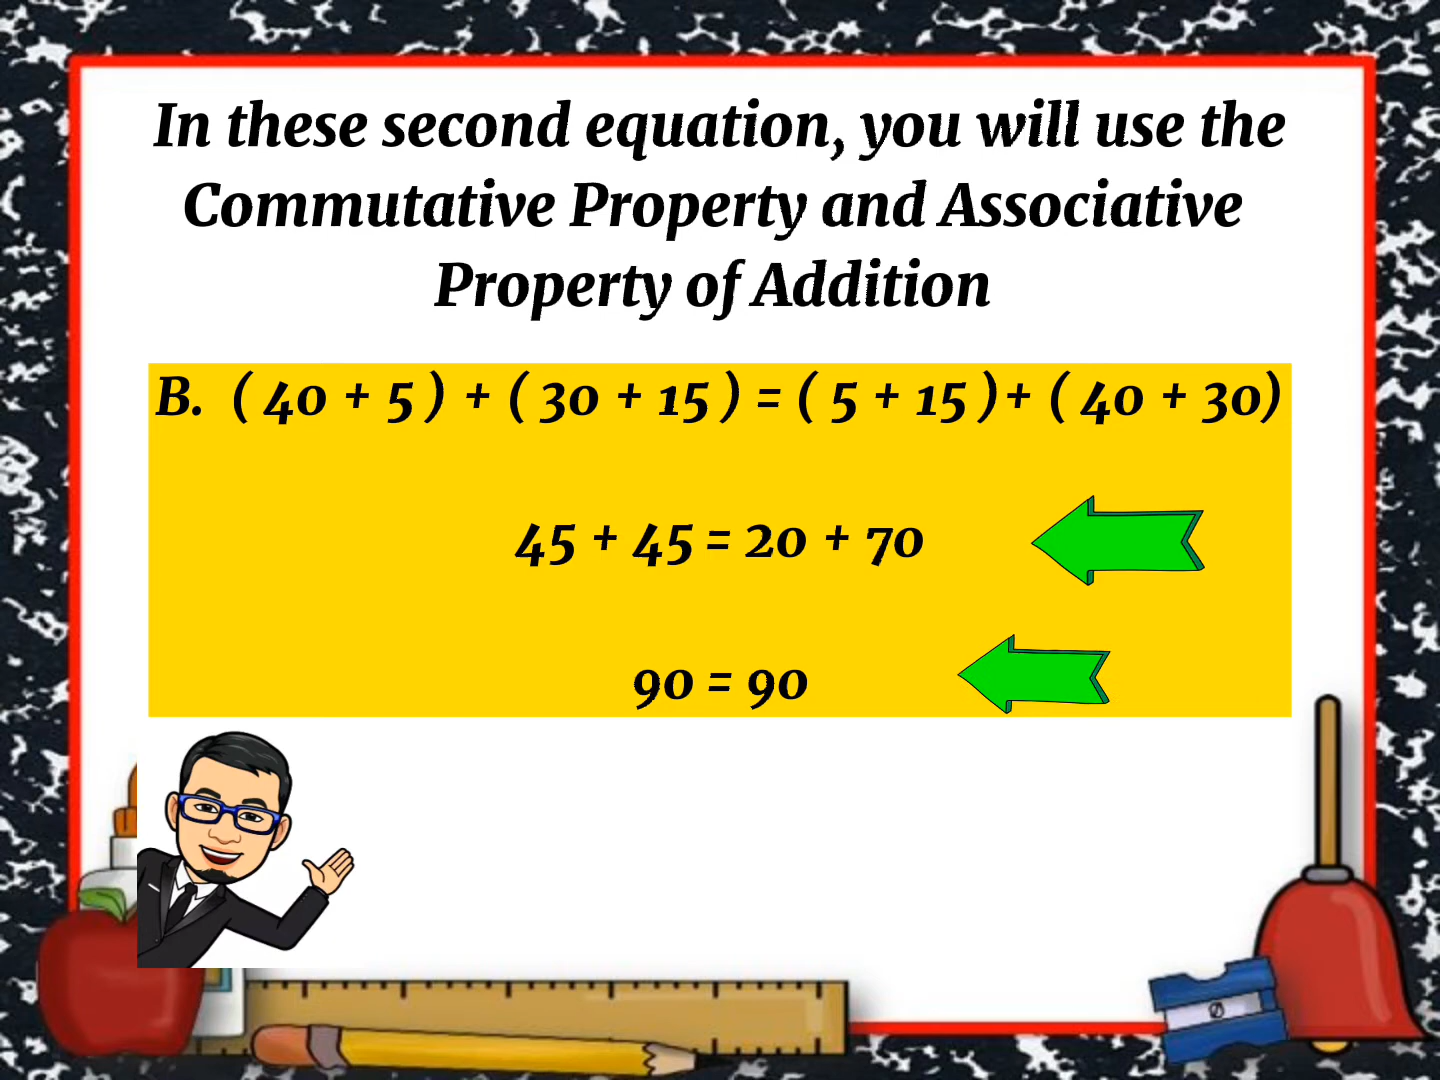 In these second equation, you will use the
Commutative Property and Associative
Property of Addition
B. ( 40 + 5 ) + ( 30 + 15 ) = ( 5 + 15 )+ ( 40 + 30)
45 + 45 = 20 + 70
90 = 90